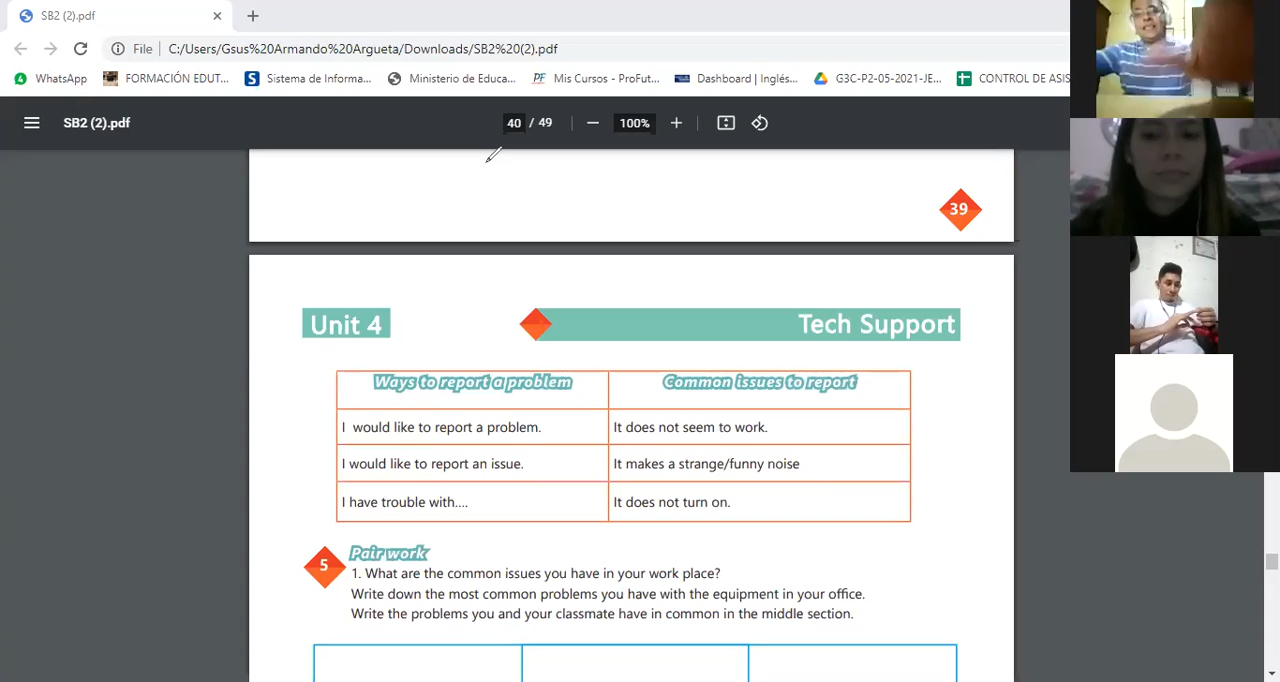 SB2 (2).pdf
File C:/Users/Gsus%20Armando%20Argueta/Downloads/SB2%20(2).pdf
WhatsApp FORMACIÓN EDUT... Sistema de Informa... Ministerio de Educa... Mis Cursos - ProFut... Dashboard | Inglés,... G3C-P2-05-2021-JE... CONTROL DE ASIS
SB2 (2).pdf 40 / 49 100%
39
Unit 4 Tech Support
Ways to report a problem Common issues to report
I would like to report a problem. It does not seem to work.
I would like to report an issue. It makes a strange/funny noise
I have trouble with.... It does not turn on.
5 Pair work
1. What are the common issues you have in your work place?
Write down the most common problems you have with the equipment in your office.
Write the problems you and your classmate have in common in the middle section.